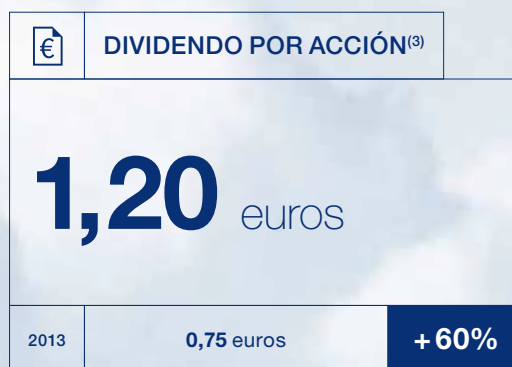 €
DIVIDENDO POR ACCIÓN(3)
1,20 euros
2013 0,75 euros +60%